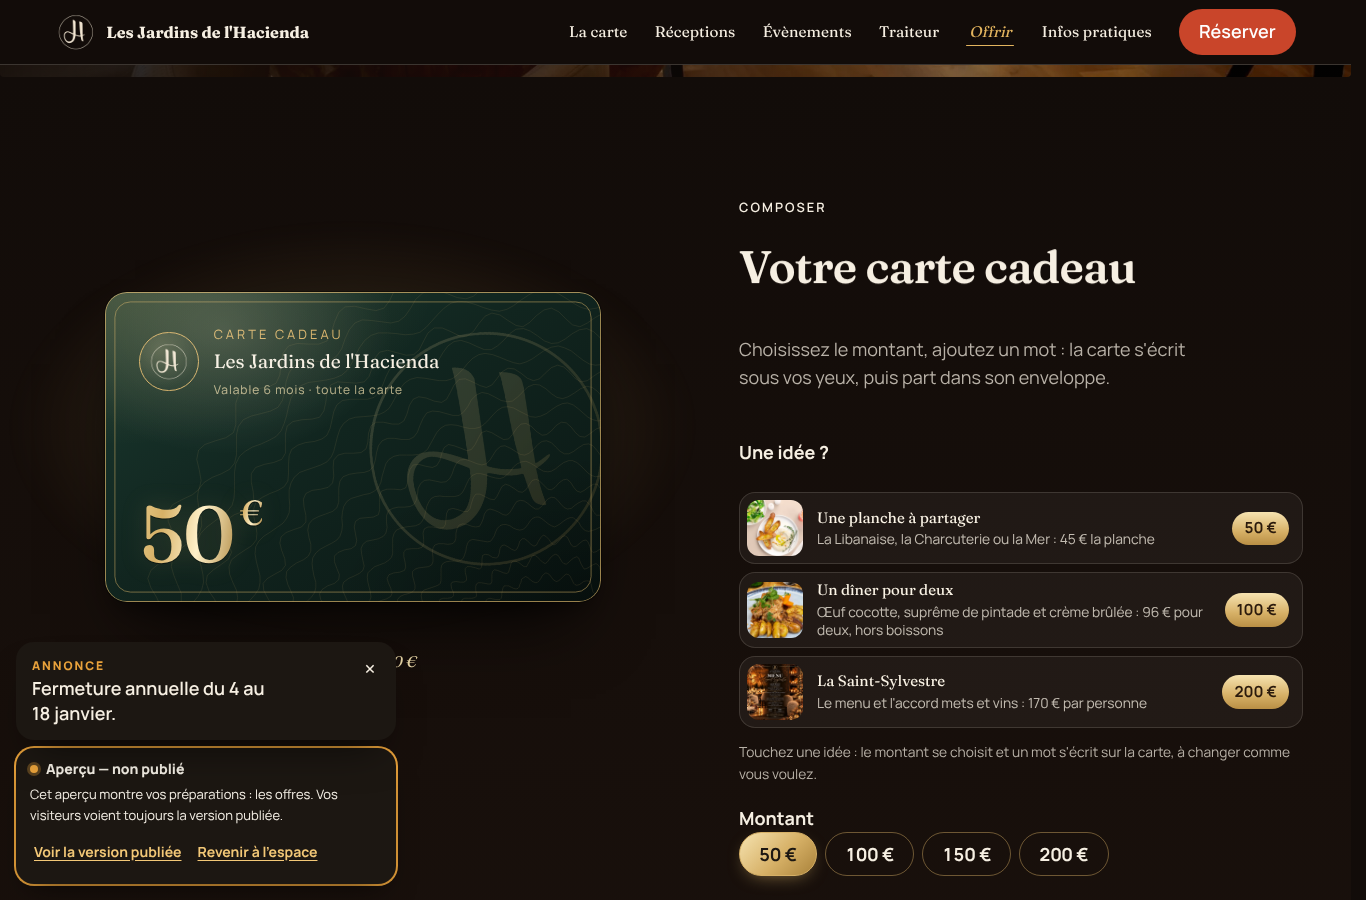 Les Jardins de l'Hacienda
La carte
Réceptions
Évènements
Traiteur
Offrir
Infos pratiques
Réserver
CARTE CADEAU
Les Jardins de l'Hacienda
Valable 6 mois · toute la carte
50 €
0 €
ANNONCE
×
Fermeture annuelle du 4 au
18 janvier.
Aperçu — non publié
Cet aperçu montre vos préparations : les offres. Vos
visiteurs voient toujours la version publiée.
Voir la version publiée
Revenir à l'espace
COMPOSER
Votre carte cadeau
Choisissez le montant, ajoutez un mot : la carte s'écrit
sous vos yeux, puis part dans son enveloppe.
Une idée ?
Une planche à partager
La Libanaise, la Charcuterie ou la Mer : 45 € la planche
50 €
Un dîner pour deux
Œuf cocotte, suprême de pintade et crème brûlée : 96 € pour
deux, hors boissons
100 €
La Saint-Sylvestre
Le menu et l'accord mets et vins : 170 € par personne
200 €
Touchez une idée : le montant se choisit et un mot s'écrit sur la carte, à changer comme
vous voulez.
Montant
50 €
100 €
150 €
200 €